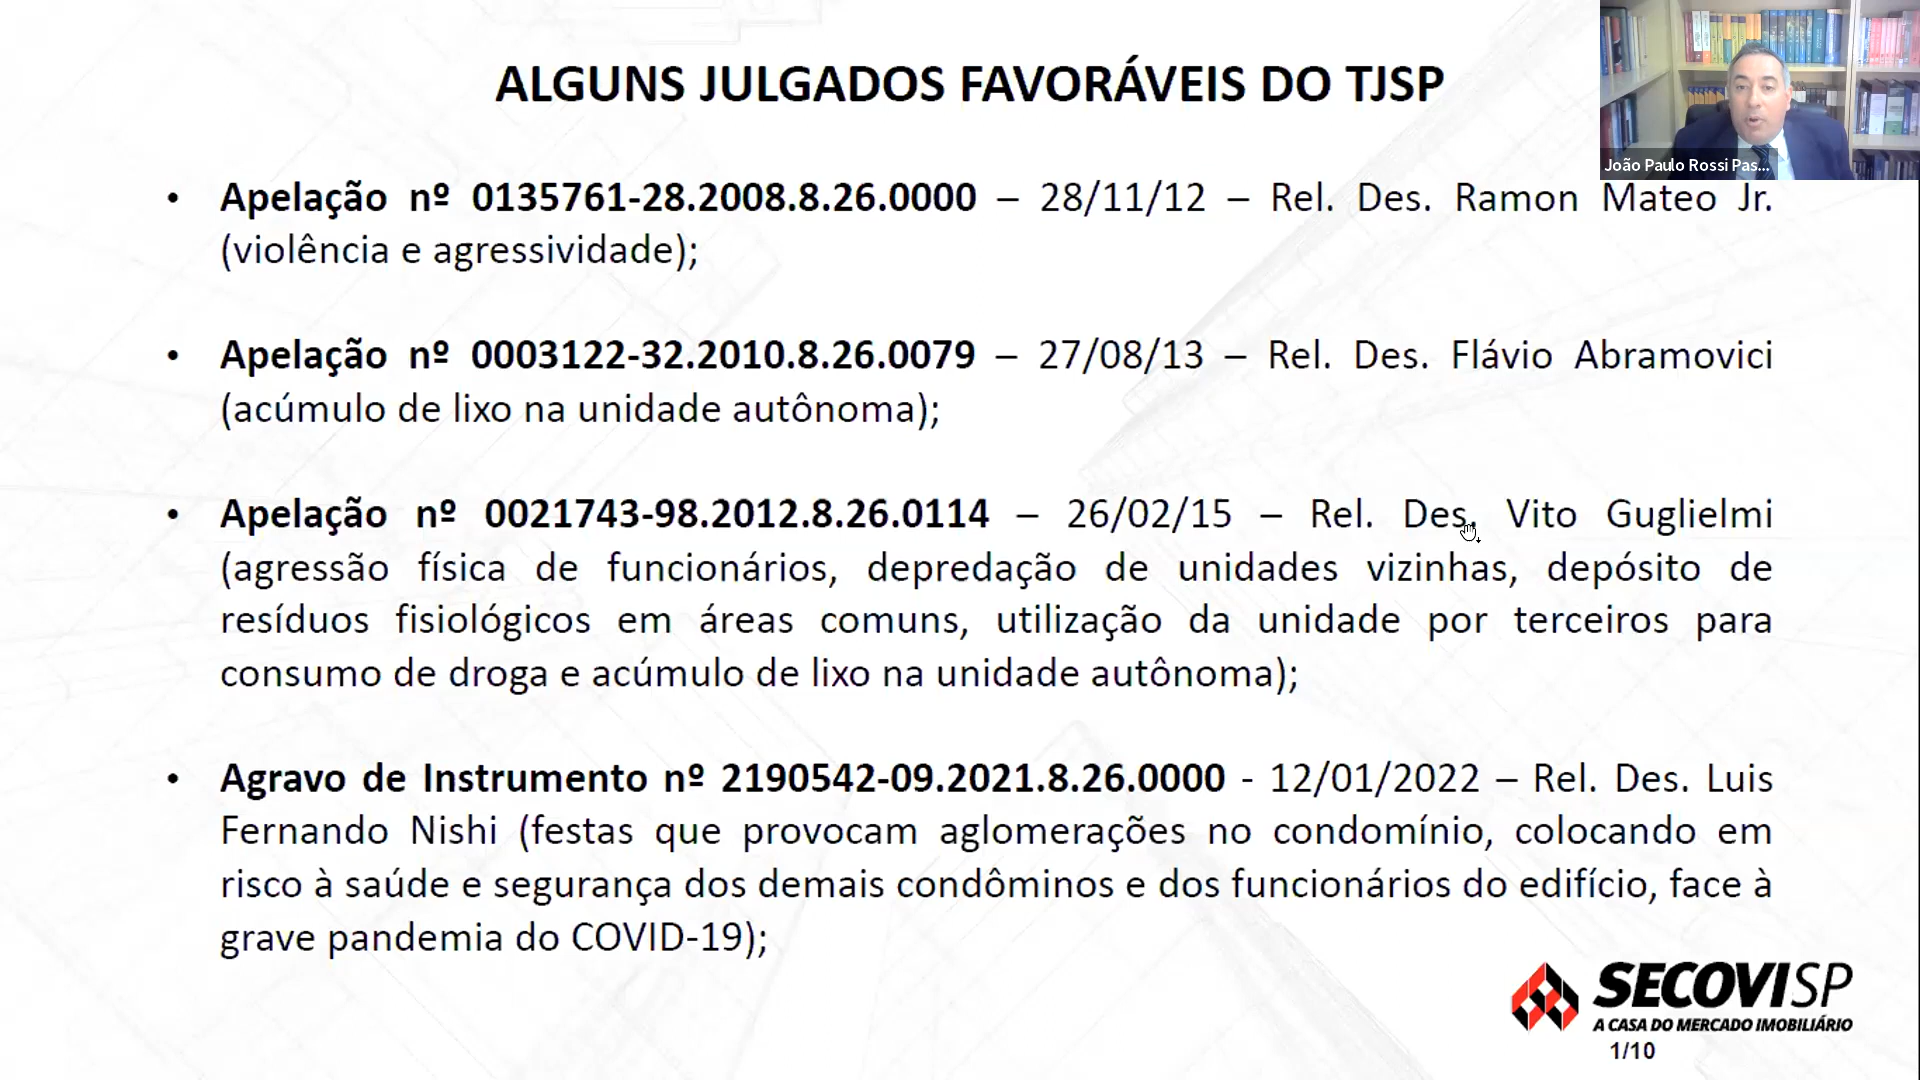 ALGUNS JULGADOS FAVORÁVEIS DO TJSP
João Paulo Rossi Pas...
• Apelação nº 0135761-28.2008.8.26.0000 – 28/11/12 – Rel. Des. Ramon Mateo Jr.
(violência e agressividade);
• Apelação nº 0003122-32.2010.8.26.0079 – 27/08/13 – Rel. Des. Flávio Abramovici
(acúmulo de lixo na unidade autônoma);
• Apelação nº 0021743-98.2012.8.26.0114 – 26/02/15 – Rel. Des. Vito Guglielmi
(agressão física de funcionários, depredação de unidades vizinhas, depósito de
resíduos fisiológicos em áreas comuns, utilização da unidade por terceiros para
consumo de droga e acúmulo de lixo na unidade autônoma);
• Agravo de Instrumento nº 2190542-09.2021.8.26.0000 - 12/01/2022 – Rel. Des. Luis
Fernando Nishi (festas que provocam aglomerações no condomínio, colocando em
risco à saúde e segurança dos demais condôminos e dos funcionários do edifício, face à
grave pandemia do COVID-19);
SECOVISP
A CASA DO MERCADO IMOBILIÁRIO
1/10